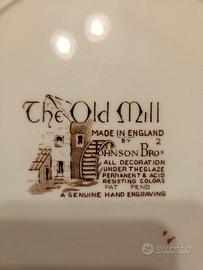 The Old Mill
MADE IN ENGLAND
BY 2
Johnson Bros
ALL DECORATION
UNDER THE GLAZE
PERMANENT & ACID
RESISTING COLORS
PAT PEND
A GENUINE HAND ENGRAVING
subito